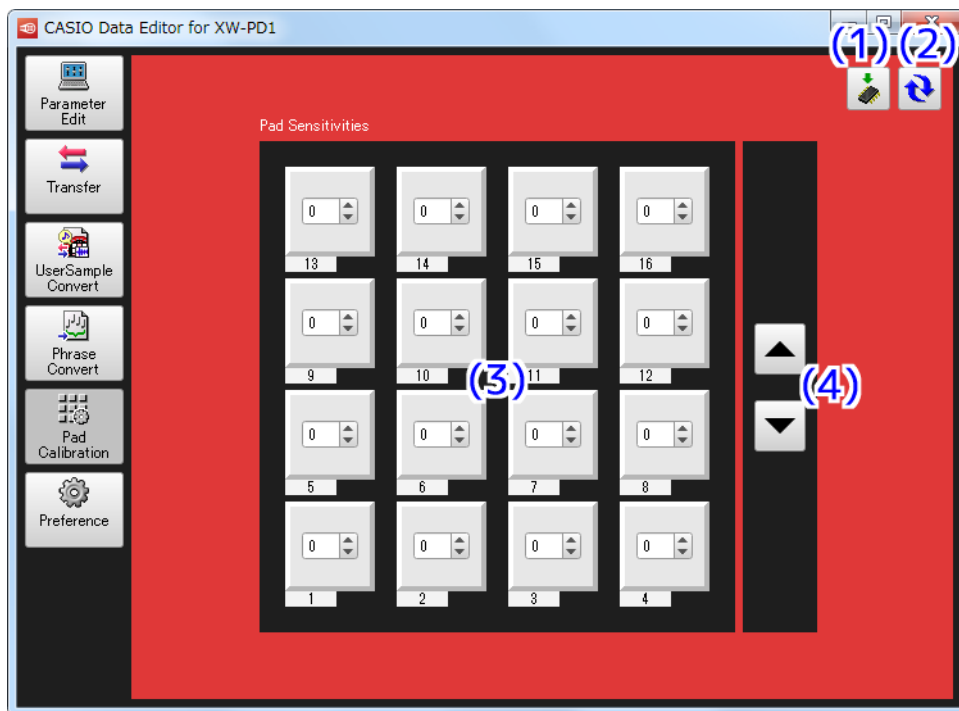 CASIO Data Editor for XW-PD1
(1) (2)
Parameter
Edit
Transfer
UserSample
Convert
Phrase
Convert
Pad
Calibration
Preference
Pad Sensitivities
0 0 0 0
13 14 15 16
0 0 0 0
9 10 11 12
(3)
(4)
0 0 0 0
5 6 7 8
0 0 0 0
1 2 3 4